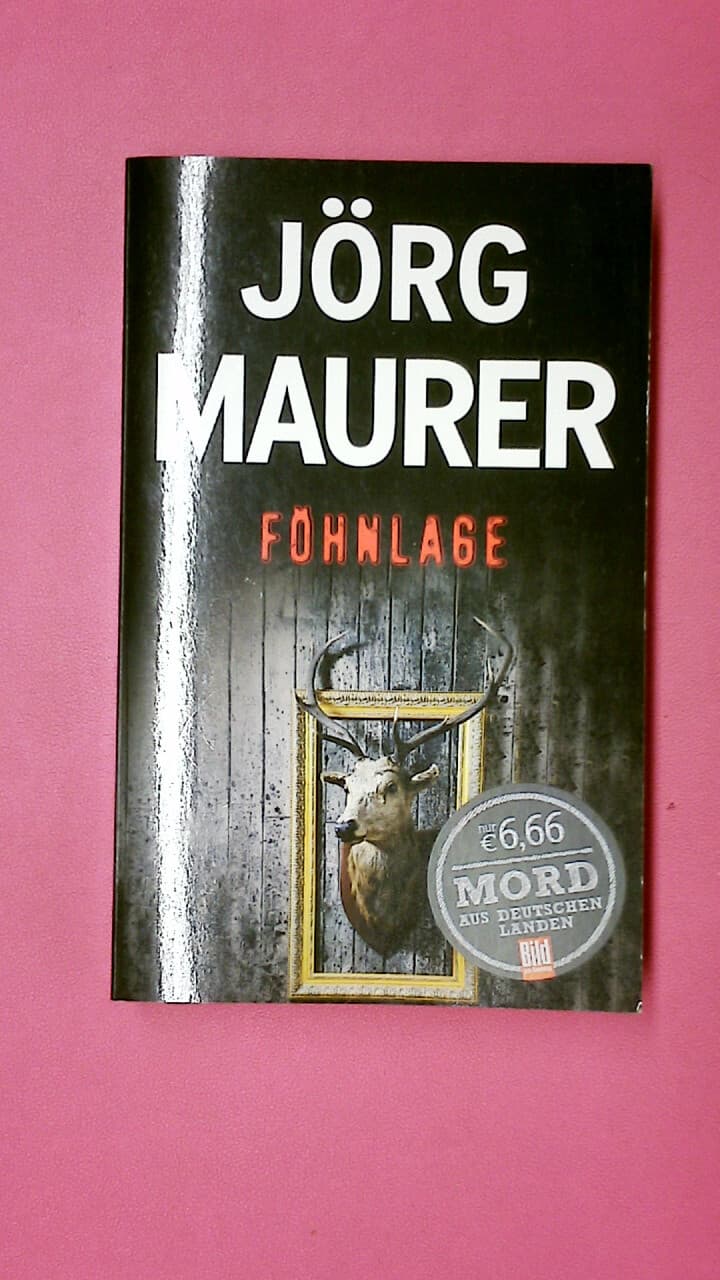 JÖRG
MAURER
FÖHNLAGE
nur
€6,66
MORD
AUS DEUTSCHEN
LANDEN
Bild